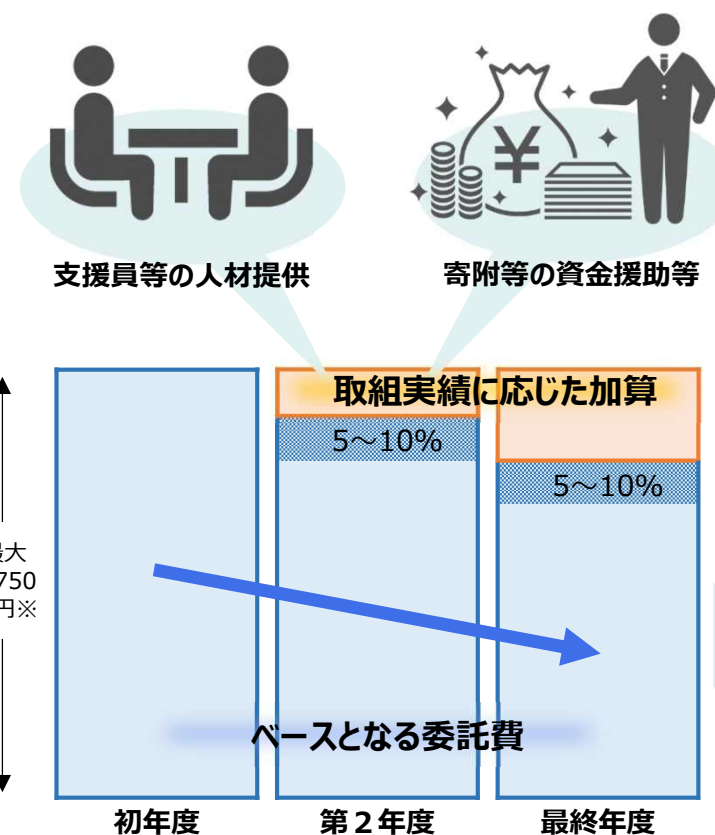 ¥
支援員等の人材提供
寄附等の資金援助等
取組実績に応じた加算
5～10%
5～10%
最大
750
円※
ベースとなる委託費
初年度
第２年度
最終年度